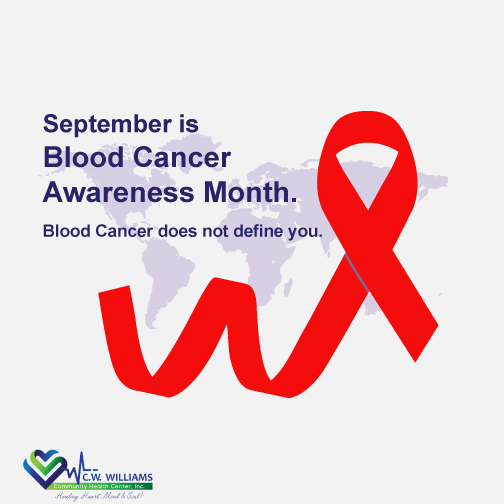 September is
Blood Cancer
Awareness Month.
Blood Cancer does not define you.
C.W. WILLIAMS
Community Health Center, Inc.
Healing Heart, Mind & Soul!